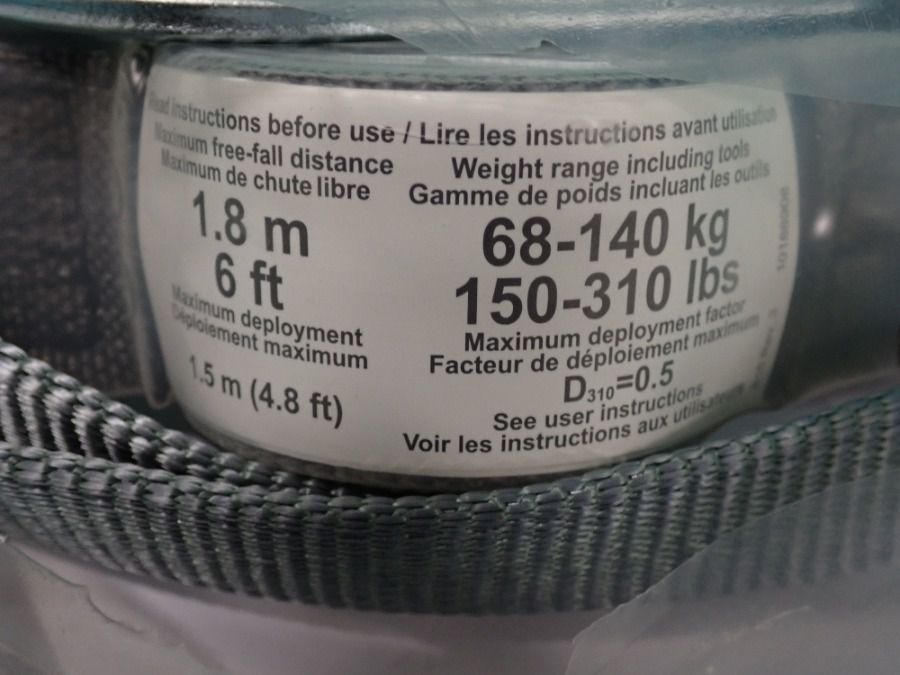 Read instructions before use / Lire les instructions avant utilisation
Maximum free-fall distance
Maximum de chute libre
1.8 m
6 ft
Maximum deployment
Déploiement maximum
1.5 m (4.8 ft)
Weight range including tools
Gamme de poids incluant les outils
68-140 kg
150-310 lbs
Maximum deployment factor
Facteur de déploiement maximum
D310=0.5
See user instructions
Voir les instructions aux utilisateurs